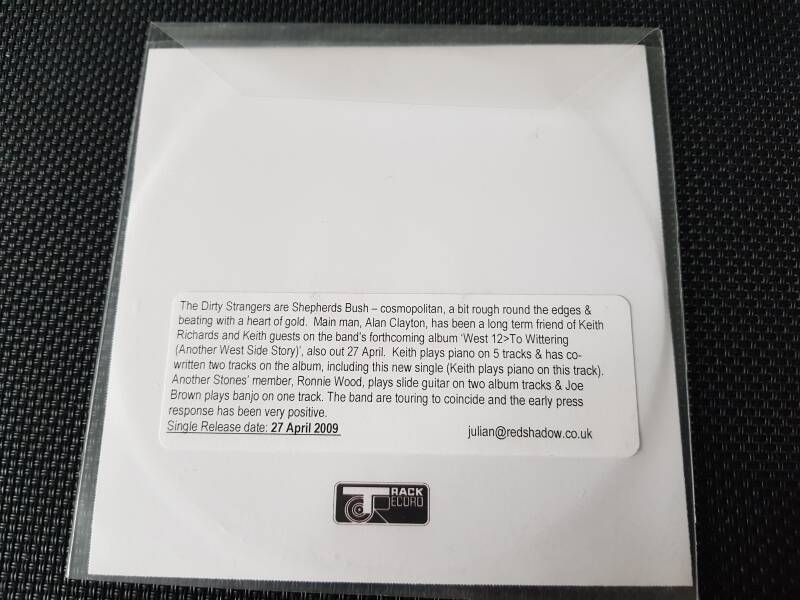 The Dirty Strangers are Shepherds Bush – cosmopolitan, a bit rough round the edges &
beating with a heart of gold. Main man, Alan Clayton, has been a long term friend of Keith
Richards and Keith guests on the band's forthcoming album 'West 12>To Wittering
(Another West Side Story)', also out 27 April. Keith plays piano on 5 tracks & has co-
written two tracks on the album, including this new single (Keith plays piano on this track).
Another Stones' member, Ronnie Wood, plays slide guitar on two album tracks & Joe
Brown plays banjo on one track. The band are touring to coincide and the early press
response has been very positive.
Single Release date: 27 April 2009 julian@redshadow.co.uk
TRACK
RECORD